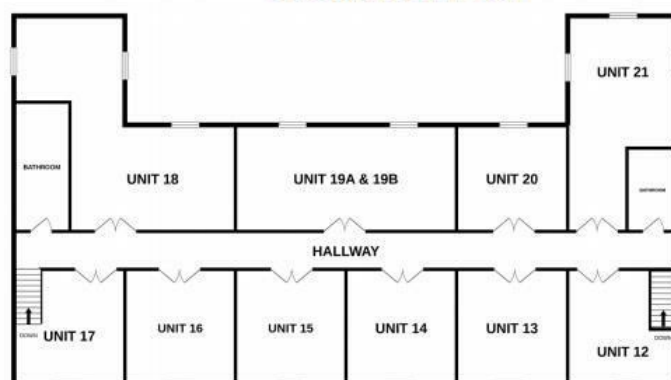 UNIT 21
BATHROOM
UNIT 18
UNIT 19A & 19B
UNIT 20
BATHROOM
HALLWAY
DOWN
UNIT 17
UNIT 16
UNIT 15
UNIT 14
UNIT 13
UNIT 12
DOWN